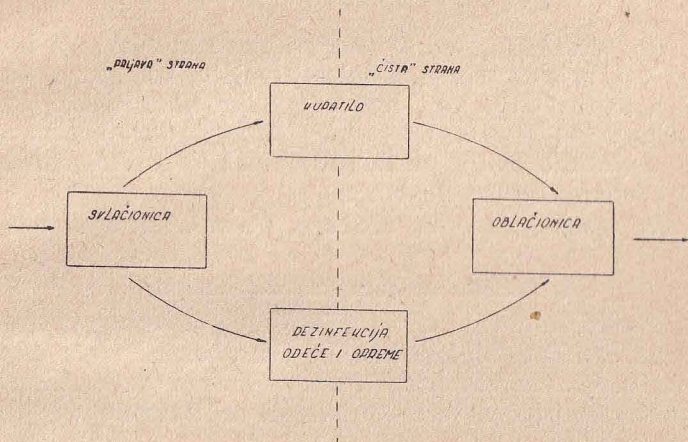 „PRLJAVA" STRANA
„ČISTA" STRANA
KUPATILO
SVLAČIONICA
OBLAČIONICA
DEZINFEKCIJA
ODEĆE I OPREME